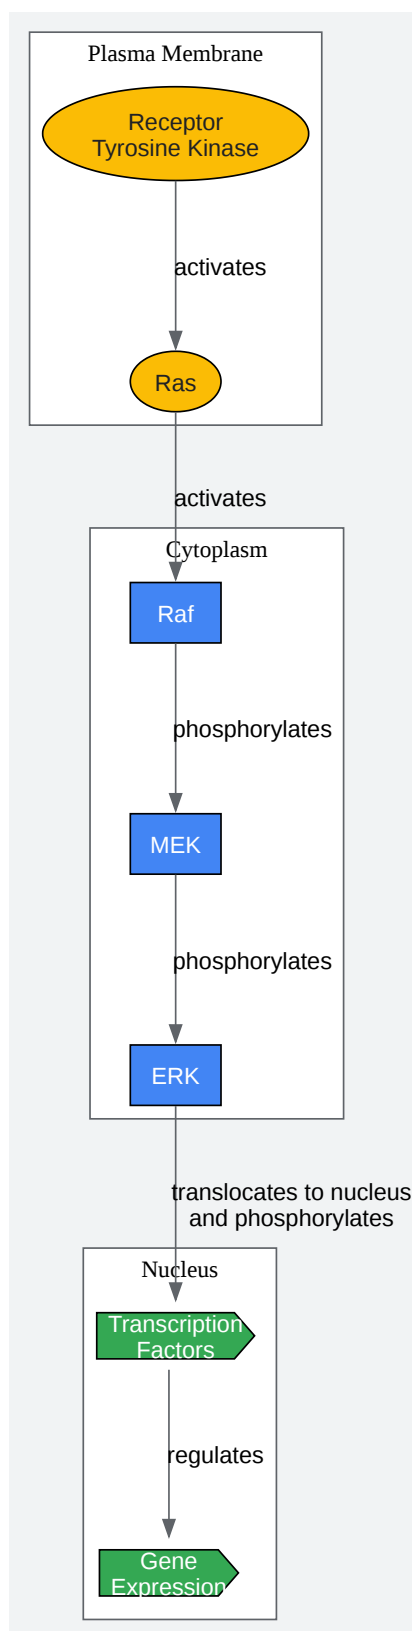 Plasma Membrane
Receptor
Tyrosine Kinase
activates
Ras
activates
Cytoplasm
Raf
phosphorylates
MEK
phosphorylates
ERK
translocates to nucleus
and phosphorylates
Nucleus
Transcription
Factors
regulates
Gene
Expression